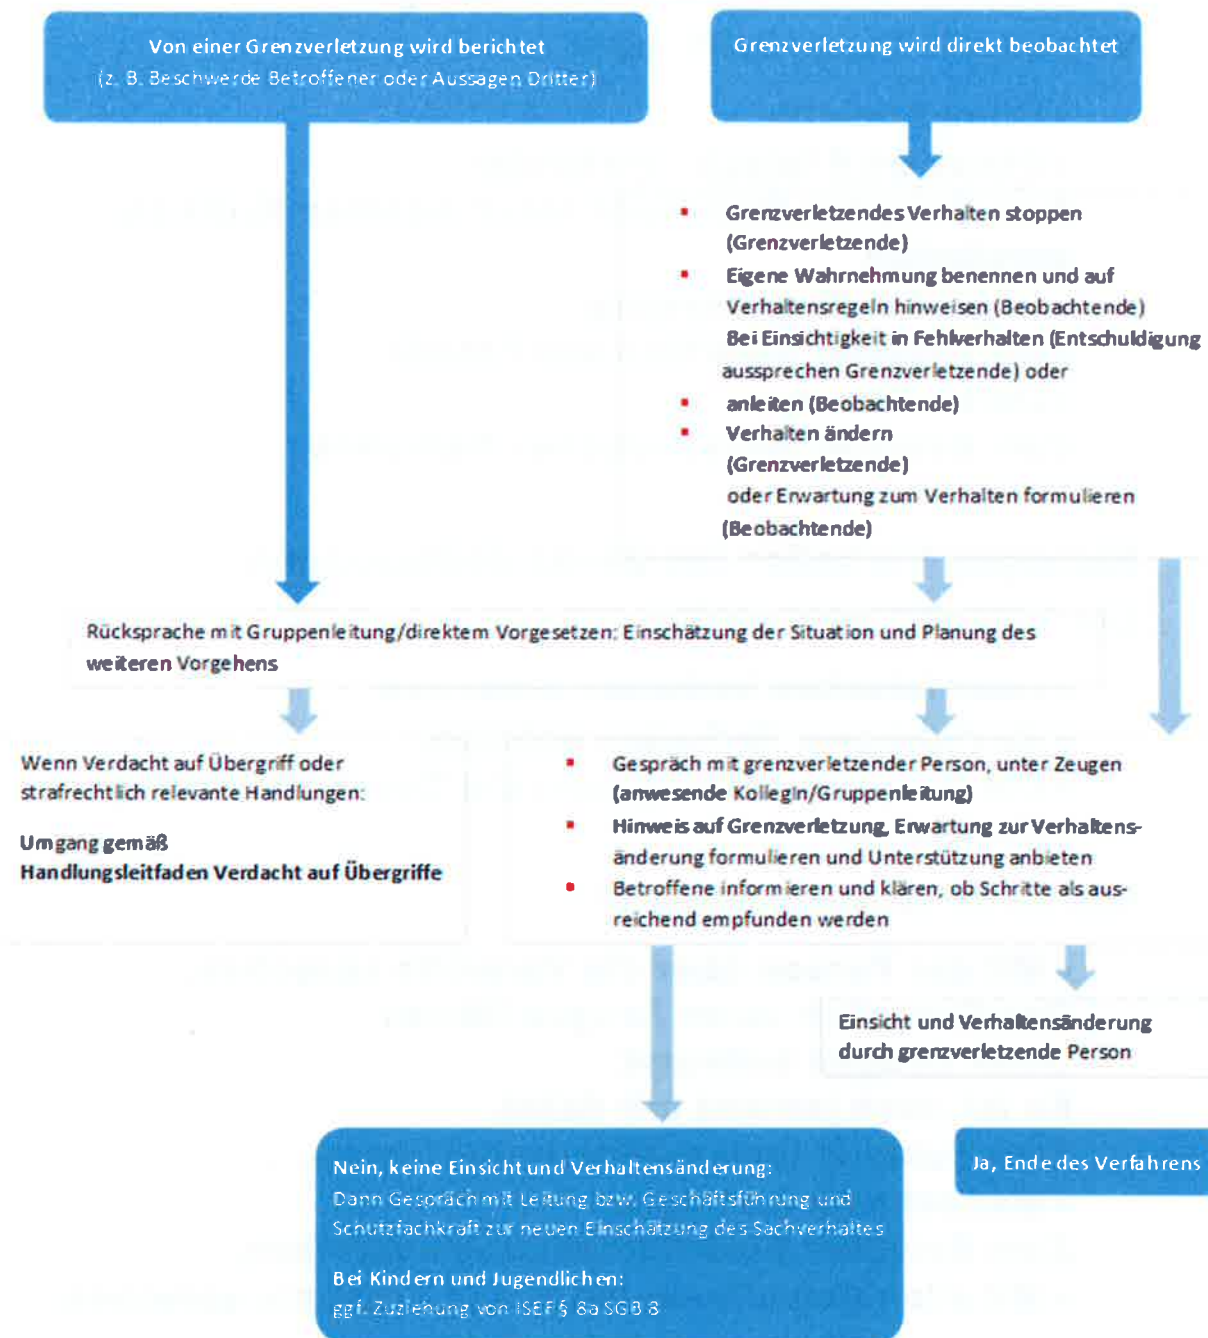 Von einer Grenzverletzung wird berichtet
(z. B. Beschwerde Betroffener oder Aussagen Dritter)
Grenzverletzung wird direkt beobachtet
▪ Grenzverletzendes Verhalten stoppen
(Grenzverletzende)
▪ Eigene Wahrnehmung benennen und auf
Verhaltensregeln hinweisen (Beobachtende)
Bei Einsichtigkeit in Fehlverhalten (Entschuldigung
aussprechen Grenzverletzende) oder
▪ anleiten (Beobachtende)
▪ Verhalten ändern
(Grenzverletzende)
oder Erwartung zum Verhalten formulieren
(Beobachtende)
Rücksprache mit Gruppenleitung/direktem Vorgesetzen: Einschätzung der Situation und Planung des
weiteren Vorgehens
Wenn Verdacht auf Übergriff oder
strafrechtlich relevante Handlungen:
Umgang gemäß
Handlungsleitfaden Verdacht auf Übergriffe
▪ Gespräch mit grenzverletzender Person, unter Zeugen
(anwesende KollegIn/Gruppenleitung)
▪ Hinweis auf Grenzverletzung, Erwartung zur Verhaltens-
änderung formulieren und Unterstützung anbieten
▪ Betroffene informieren und klären, ob Schritte als aus-
reichend empfunden werden
Einsicht und Verhaltensänderung
durch grenzverletzende Person
Nein, keine Einsicht und Verhaltensänderung:
Dann Gespräch mit Leitung bzw. Geschäftsführung und
Schutzfachkraft zur neuen Einschätzung des Sachverhaltes
Bei Kindern und Jugendlichen:
ggf. Zuziehung von ISEF § 8a SGB 8
Ja, Ende des Verfahrens